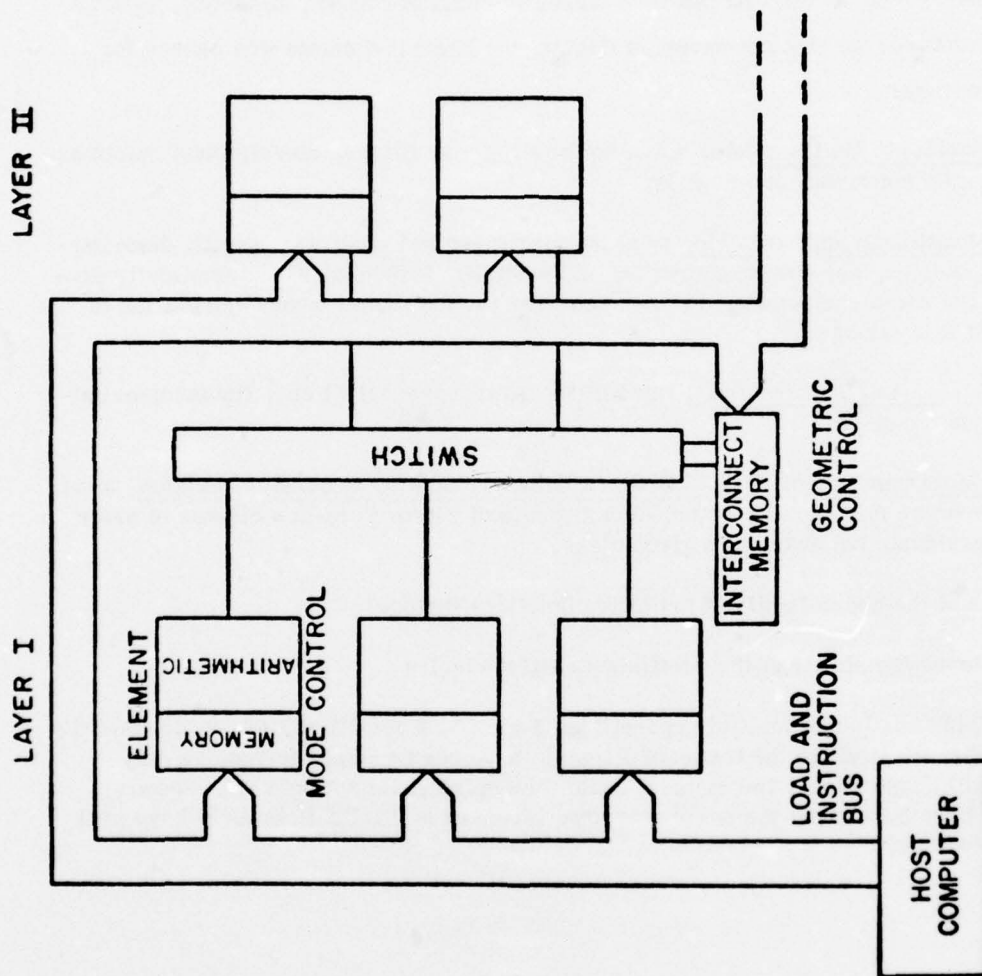 LAYER I
LAYER II
ELEMENT
MEMORY
ARITHMETIC
MODE CONTROL
SWITCH
INTERCONNECT
MEMORY
GEOMETRIC
CONTROL
LOAD AND
INSTRUCTION
BUS
HOST
COMPUTER